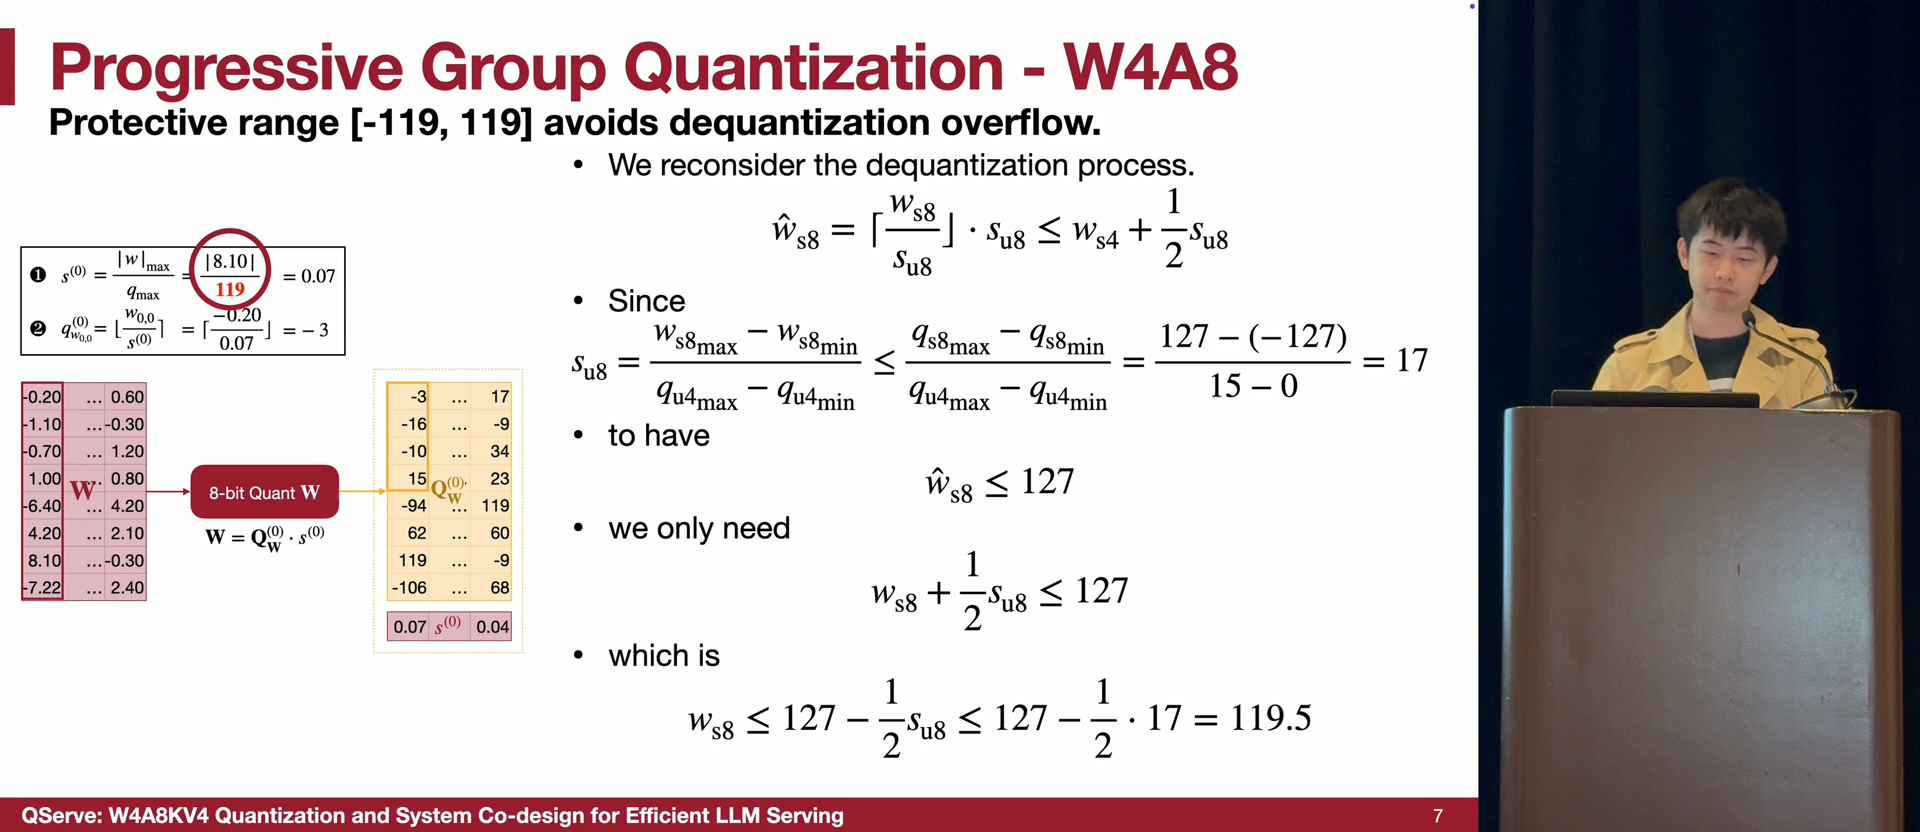 Progressive Group Quantization - W4A8
Protective range [-119, 119] avoids dequantization overflow.
• We reconsider the dequantization process.
ŵ_s8 = ⌈w_s8 / s_u8⌋ · s_u8 ≤ w_s4 + 1/2 s_u8
• Since
s_u8 = (w_s8max − w_s8min) / (q_u4max − q_u4min) ≤ (q_s8max − q_s8min) / (q_u4max − q_u4min) = (127 − (−127)) / (15 − 0) = 17
• to have
ŵ_s8 ≤ 127
• we only need
w_s8 + 1/2 s_u8 ≤ 127
• which is
w_s8 ≤ 127 − 1/2 s_u8 ≤ 127 − 1/2 · 17 = 119.5
❶ s^(0) = |w|_max / q_max = |8.10| / 119 = 0.07
❷ q^(0)_w0,0 = ⌊w_0,0 / s^(0)⌉ = ⌈−0.20 / 0.07⌋ = − 3
-0.20 ... 0.60
-1.10 ... -0.30
-0.70 ... 1.20
1.00 ... 0.80
-6.40 ... 4.20
4.20 ... 2.10
8.10 ... -0.30
-7.22 ... 2.40
W
8-bit Quant W
W = Q_W^(0) · s^(0)
-3 ... 17
-16 ... -9
-10 ... 34
15 ... 23
-94 ... 119
62 ... 60
119 ... -9
-106 ... 68
Q_W^(0)
0.07 s^(0) 0.04
QServe: W4A8KV4 Quantization and System Co-design for Efficient LLM Serving
7